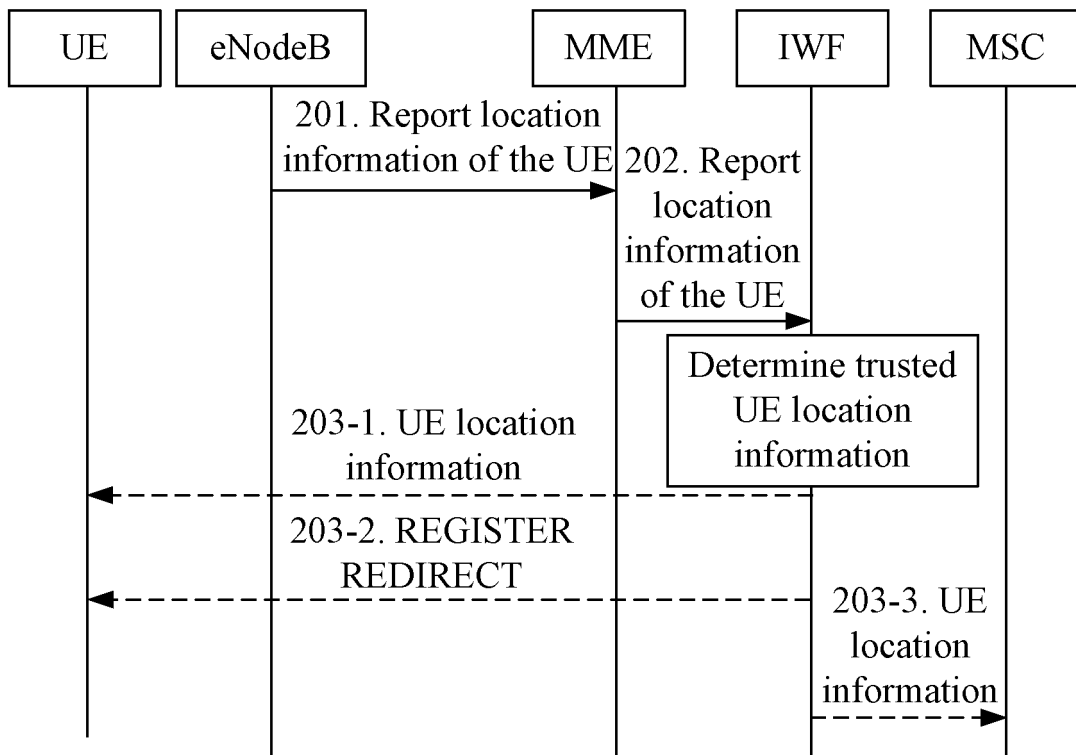 UE
eNodeB
MME
IWF
MSC
201. Report location
information of the UE
202. Report
location
information
of the UE
Determine trusted
UE location
information
203-1. UE location
information
203-2. REGISTER
REDIRECT
203-3. UE
location
information